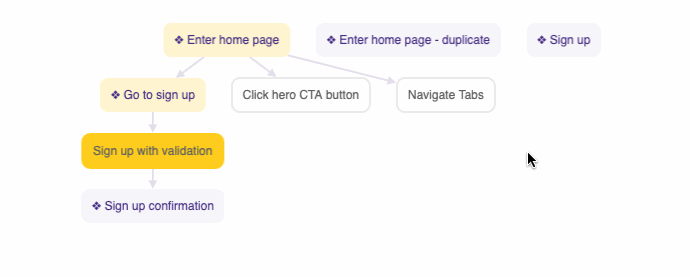 ❖ Enter home page
❖ Enter home page - duplicate
❖ Sign up
❖ Go to sign up
Click hero CTA button
Navigate Tabs
Sign up with validation
❖ Sign up confirmation